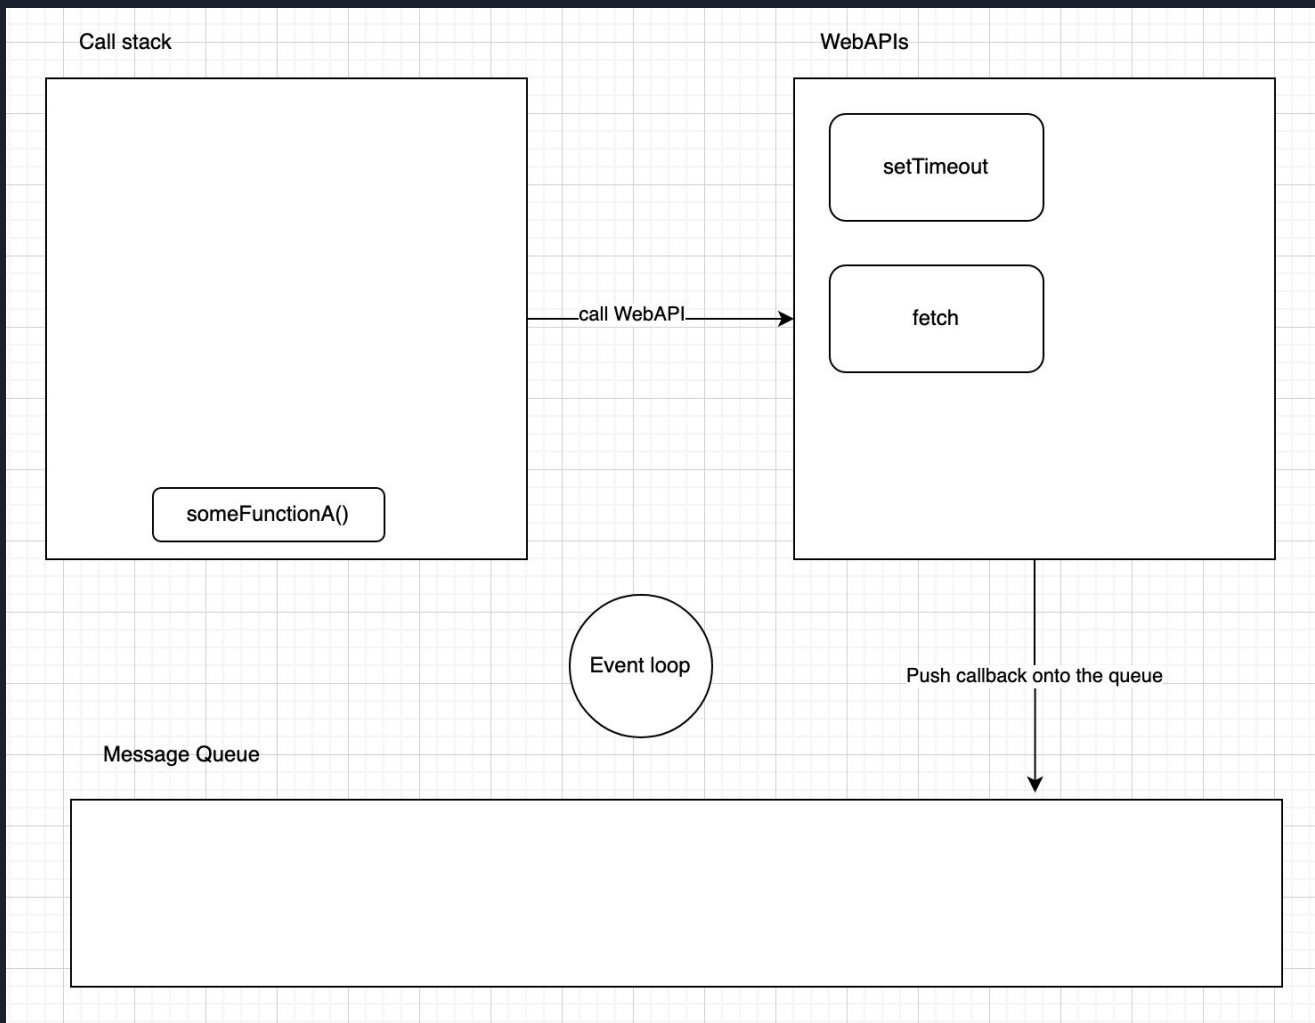 Call stack
WebAPIs
setTimeout
call WebAPI
fetch
someFunctionA()
Event loop
Push callback onto the queue
Message Queue